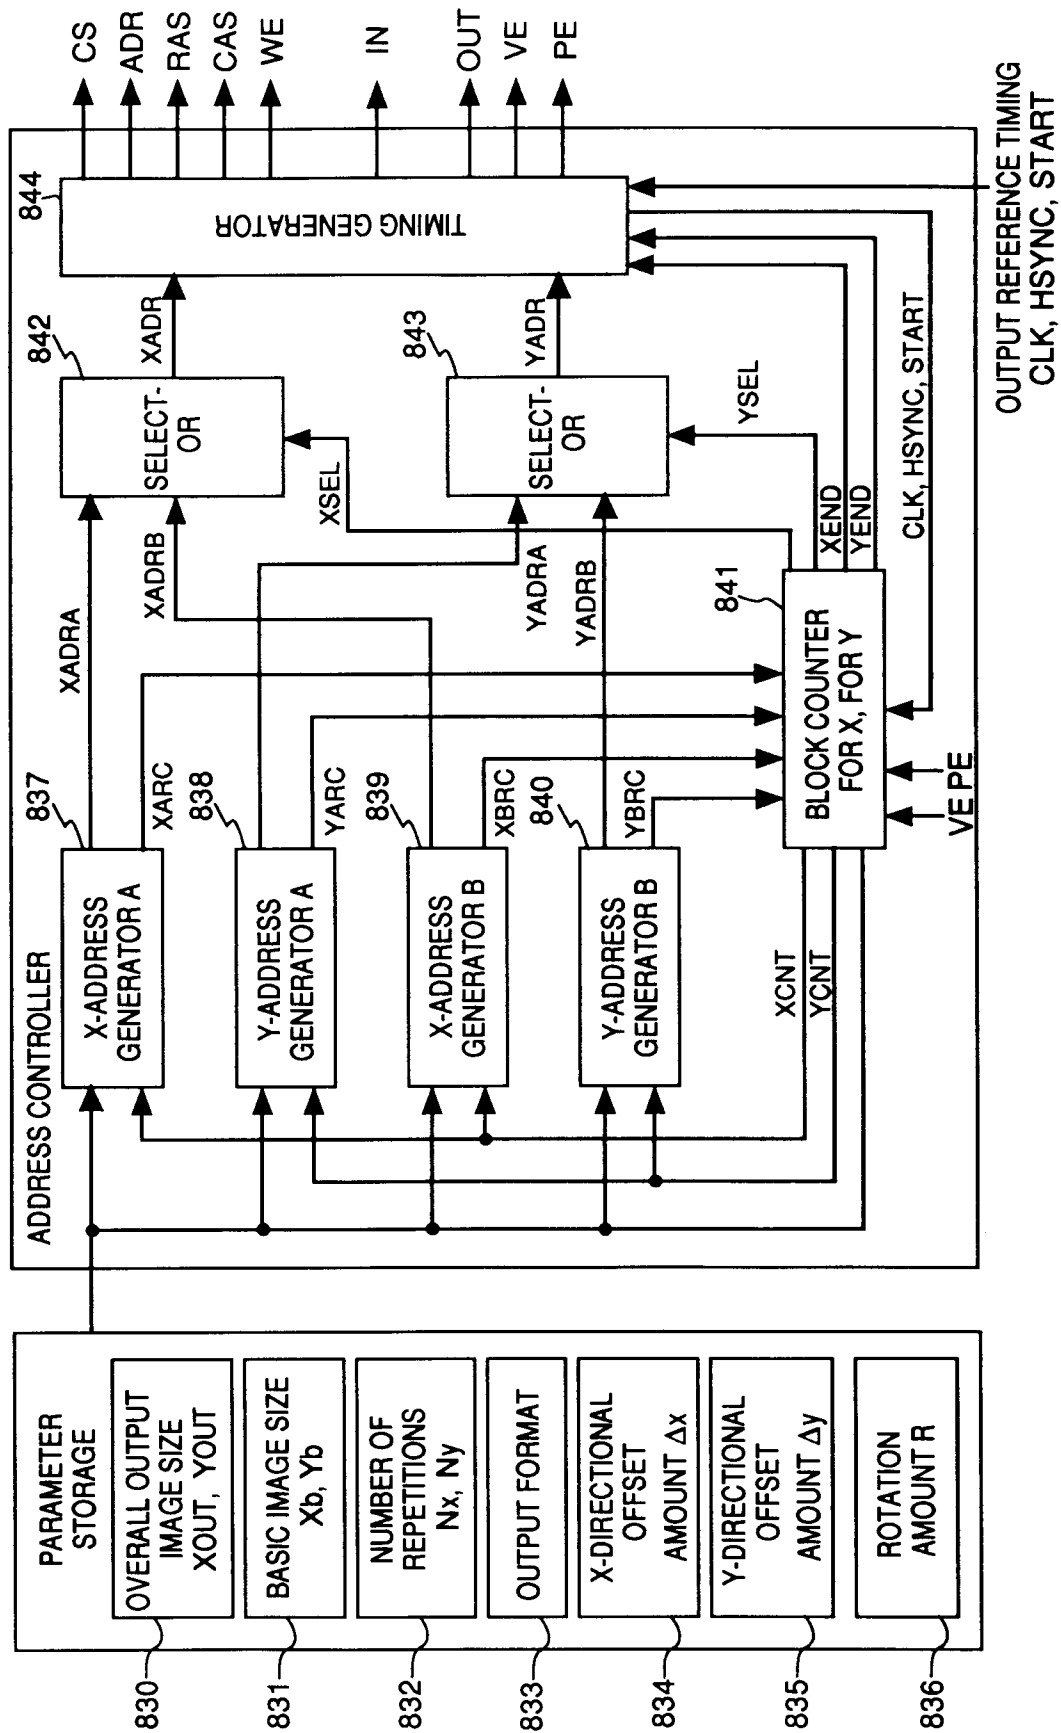 PARAMETER
STORAGE
830
OVERALL OUTPUT
IMAGE SIZE
XOUT, YOUT
831
BASIC IMAGE SIZE
Xb, Yb
832
NUMBER OF
REPETITIONS
Nx, Ny
833
OUTPUT FORMAT
834
X-DIRECTIONAL
OFFSET
AMOUNT Δx
835
Y-DIRECTIONAL
OFFSET
AMOUNT Δy
836
ROTATION
AMOUNT R
ADDRESS CONTROLLER
837
X-ADDRESS
GENERATOR A
XADRA
XARC
838
Y-ADDRESS
GENERATOR A
YARC
839
X-ADDRESS
GENERATOR B
XADRB
XBRC
840
Y-ADDRESS
GENERATOR B
YADRA
YADRB
YBRC
XCNT
YCNT
841
BLOCK COUNTER
FOR X, FOR Y
VE PE
XSEL
YSEL
XEND
YEND
CLK, HSYNC, START
842
SELECT-
OR
XADR
843
SELECT-
OR
YADR
844
TIMING GENERATOR
CS
ADR
RAS
CAS
WE
IN
OUT
VE
PE
OUTPUT REFERENCE TIMING
CLK, HSYNC, START